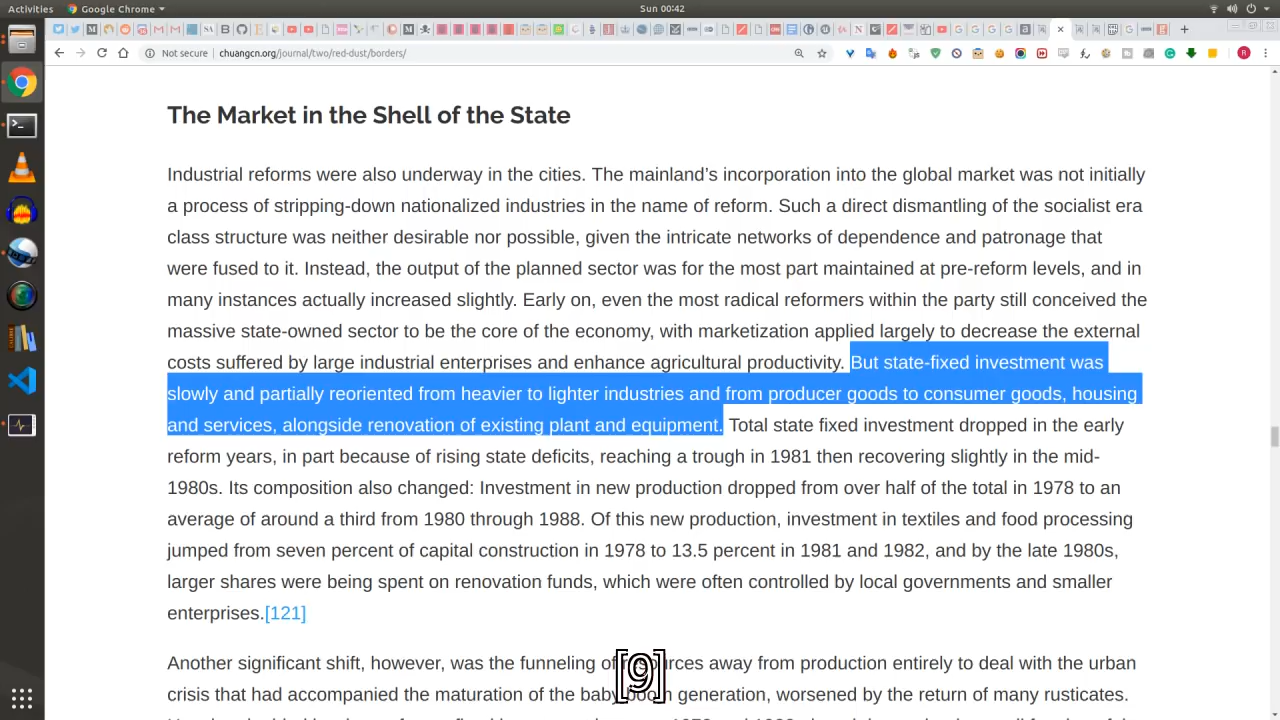 Activities
Google Chrome
Sun 00:42
Not secure
chuangcn.org/journal/two/red-dust/borders/
The Market in the Shell of the State
Industrial reforms were also underway in the cities. The mainland’s incorporation into the global market was not initially
a process of stripping-down nationalized industries in the name of reform. Such a direct dismantling of the socialist era
class structure was neither desirable nor possible, given the intricate networks of dependence and patronage that
were fused to it. Instead, the output of the planned sector was for the most part maintained at pre-reform levels, and in
many instances actually increased slightly. Early on, even the most radical reformers within the party still conceived the
massive state-owned sector to be the core of the economy, with marketization applied largely to decrease the external
costs suffered by large industrial enterprises and enhance agricultural productivity. But state-fixed investment was
slowly and partially reoriented from heavier to lighter industries and from producer goods to consumer goods, housing
and services, alongside renovation of existing plant and equipment. Total state fixed investment dropped in the early
reform years, in part because of rising state deficits, reaching a trough in 1981 then recovering slightly in the mid-
1980s. Its composition also changed: Investment in new production dropped from over half of the total in 1978 to an
average of around a third from 1980 through 1988. Of this new production, investment in textiles and food processing
jumped from seven percent of capital construction in 1978 to 13.5 percent in 1981 and 1982, and by the late 1980s,
larger shares were being spent on renovation funds, which were often controlled by local governments and smaller
enterprises.[121]
Another significant shift, however, was the funneling of resources away from production entirely to deal with the urban
[9]
crisis that had accompanied the maturation of the baby boom generation, worsened by the return of many rusticates.